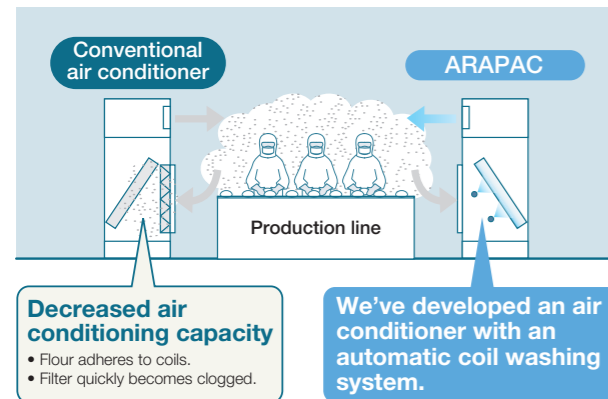 Conventional
air conditioner
ARAPAC
Production line
Decreased air
conditioning capacity
• Flour adheres to coils.
• Filter quickly becomes clogged.
We've developed an air
conditioner with an
automatic coil washing
system.